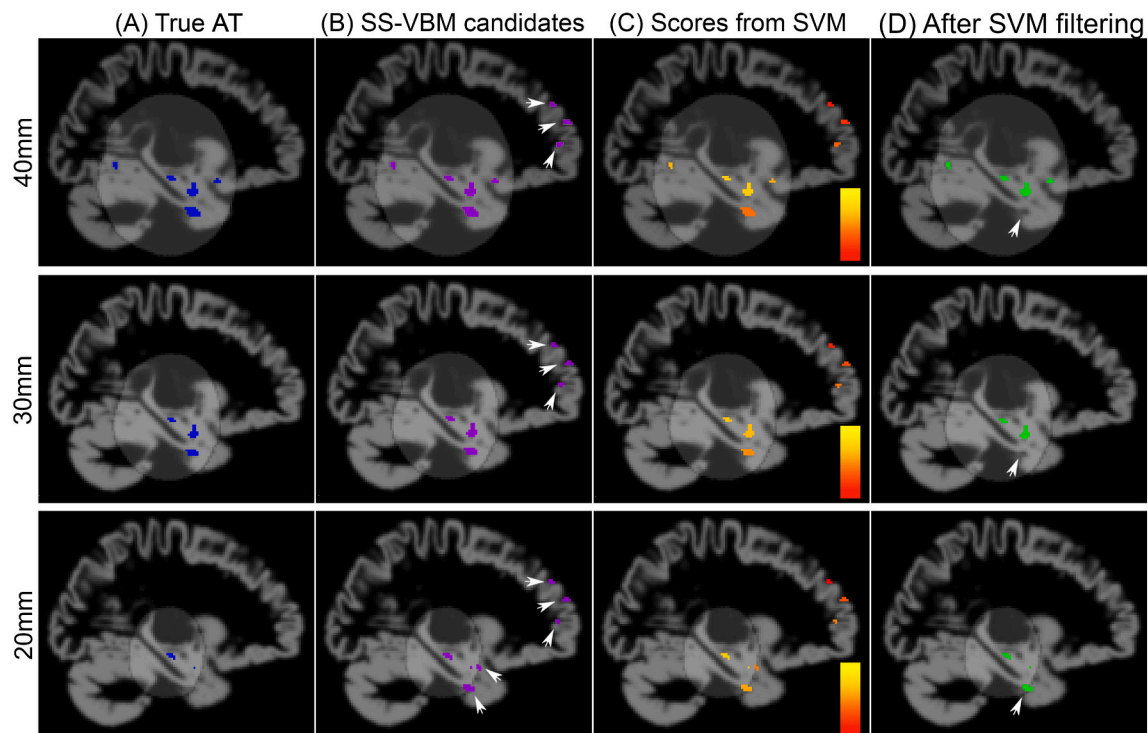 (A) True AT
(B) SS-VBM candidates
(C) Scores from SVM
(D) After SVM filtering
40mm
30mm
20mm